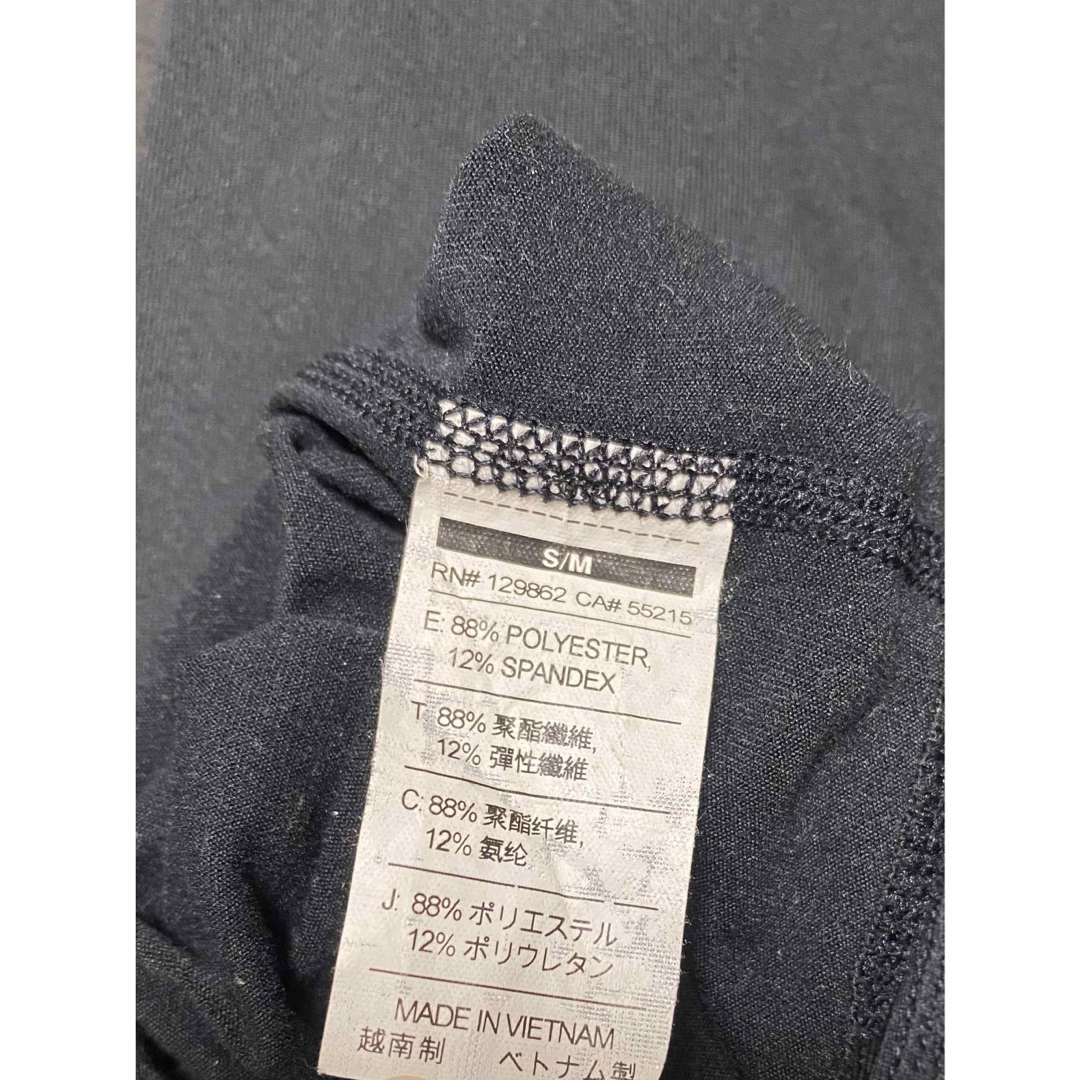 S/M
RN# 129862 CA# 55215
E: 88% POLYESTER,
12% SPANDEX
T: 88% 聚酯纖維,
12% 彈性纖維
C: 88% 聚酯纤维,
12% 氨纶
J: 88% ポリエステル
12% ポリウレタン
MADE IN VIETNAM
越南制 ベトナム製